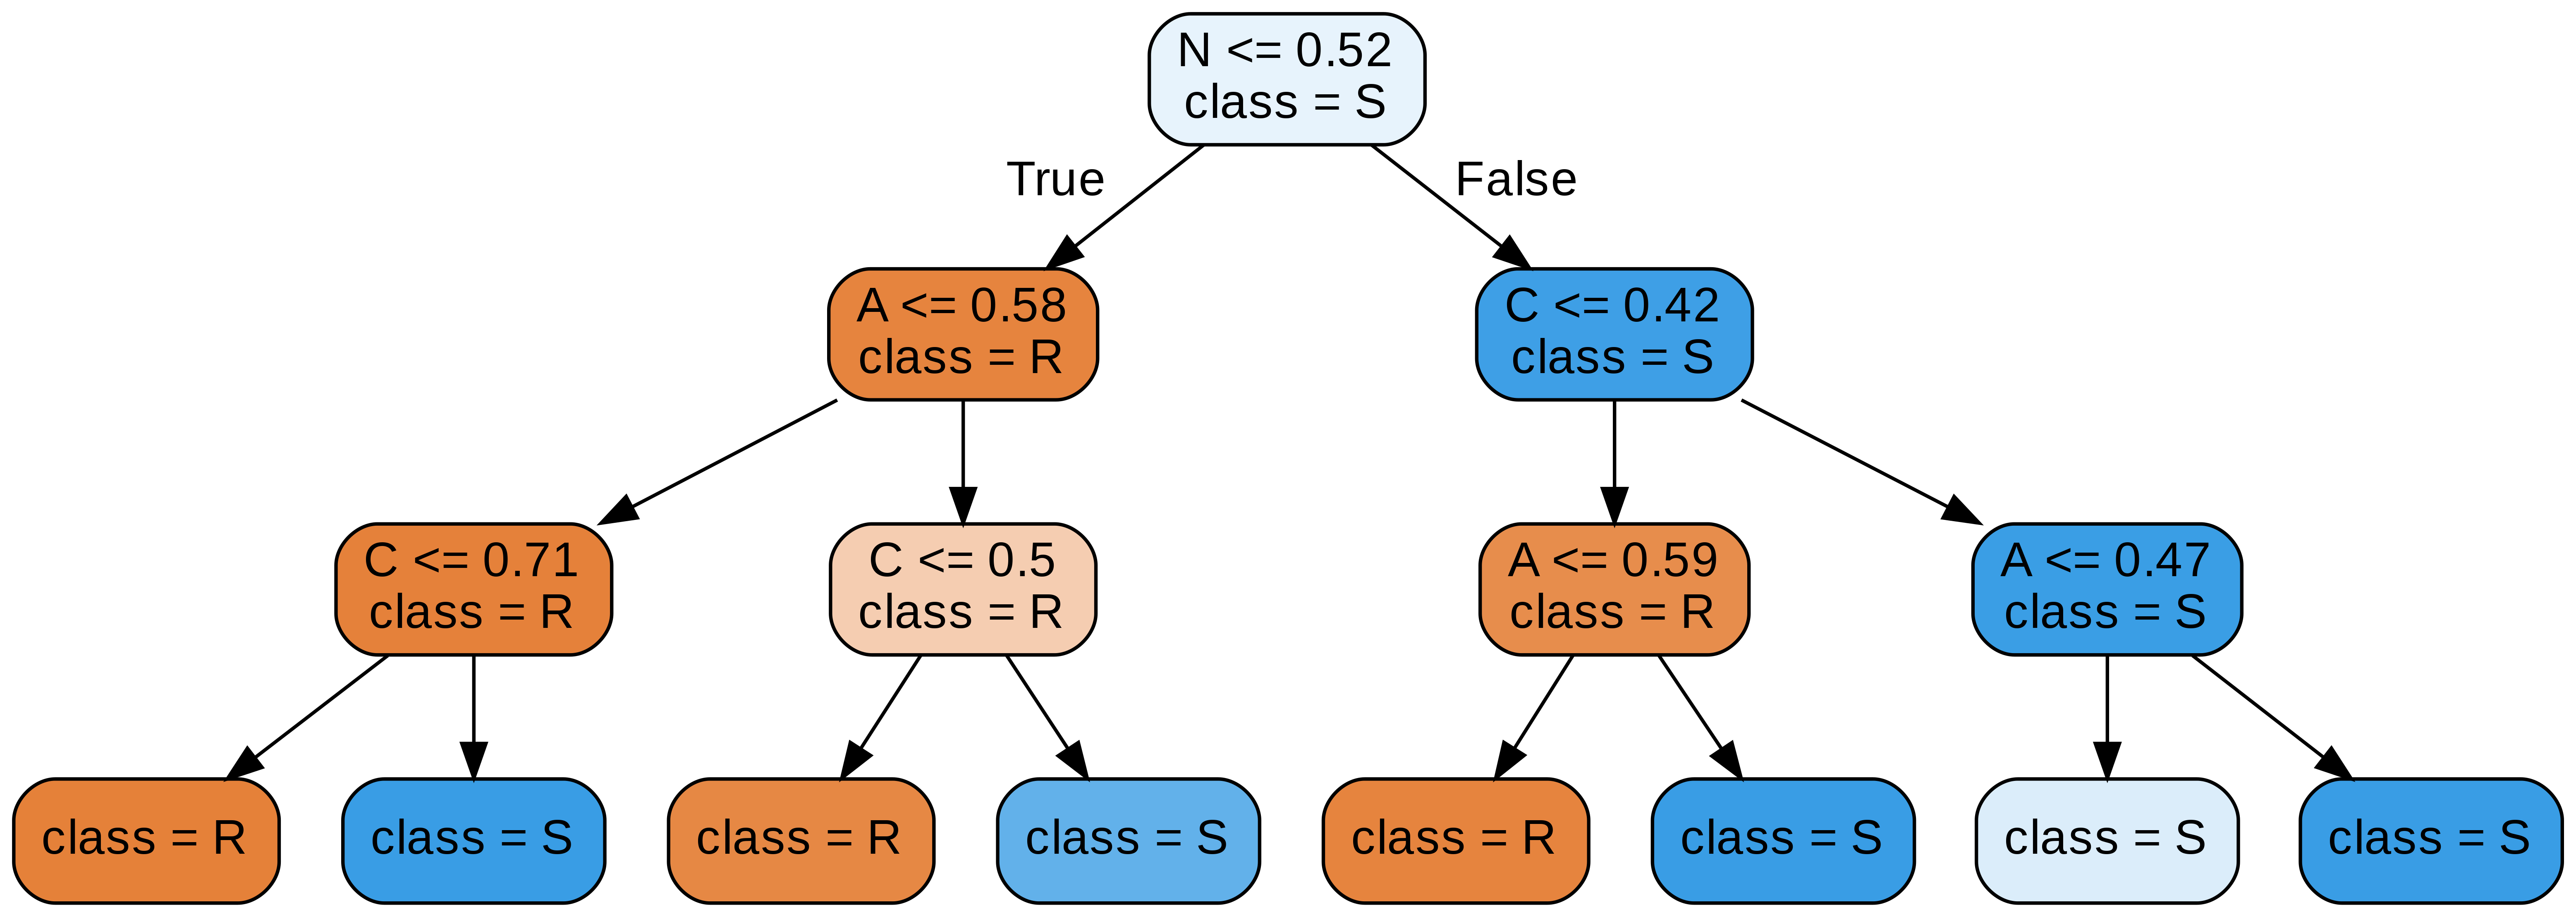 N <= 0.52
class = S
True
False
A <= 0.58
class = R
C <= 0.42
class = S
C <= 0.71
class = R
C <= 0.5
class = R
A <= 0.59
class = R
A <= 0.47
class = S
class = R
class = S
class = R
class = S
class = R
class = S
class = S
class = S